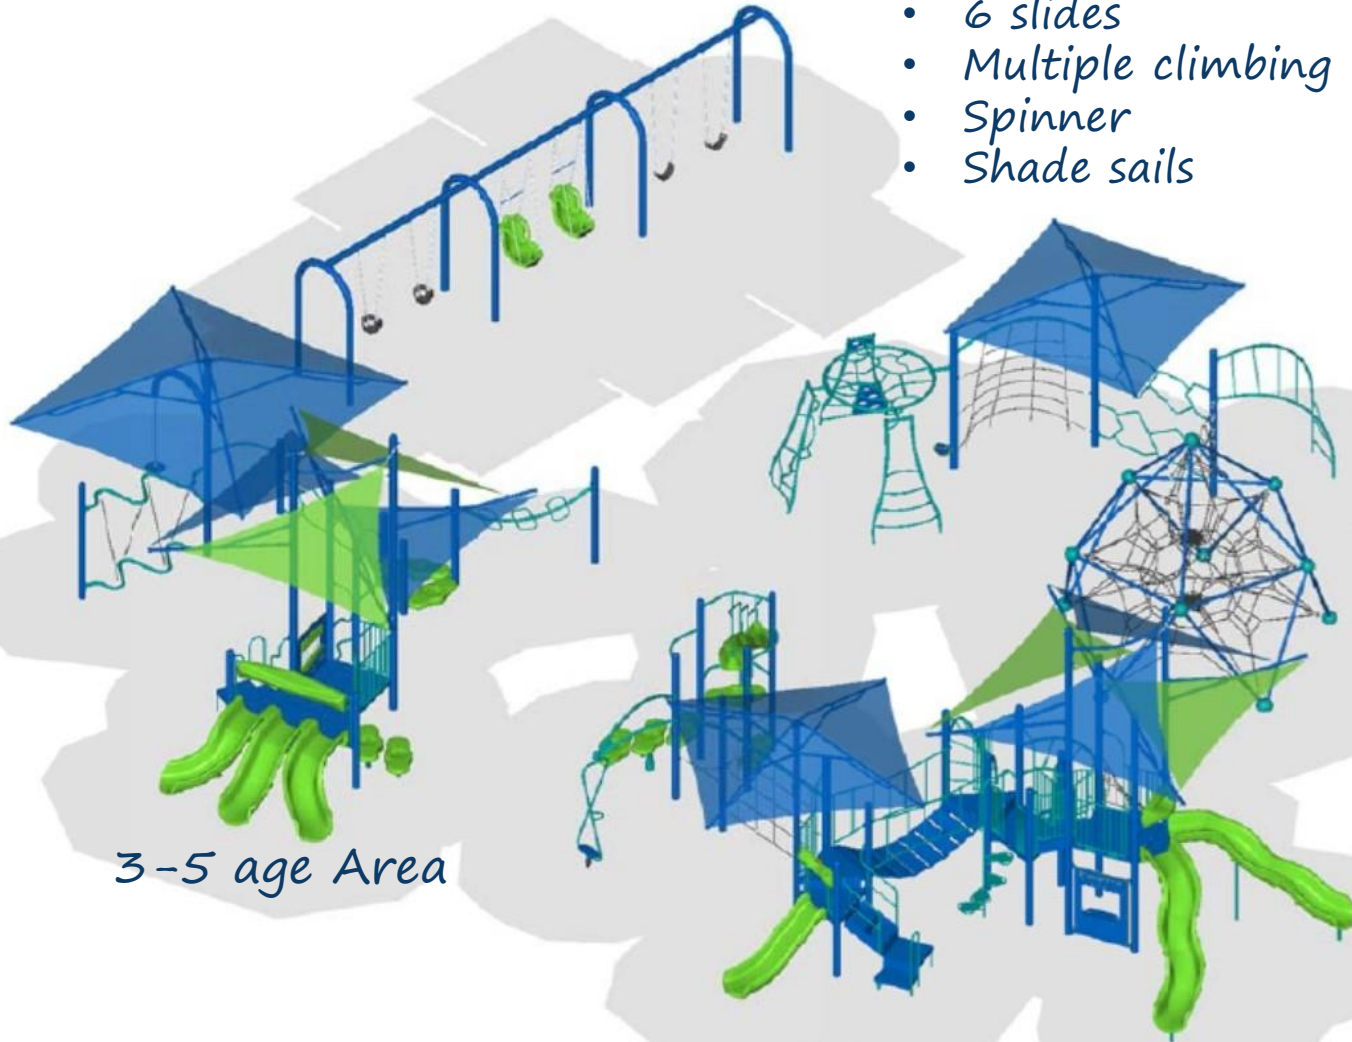 • 6 slides
• Multiple climbing
• Spinner
• Shade sails
3-5 age Area